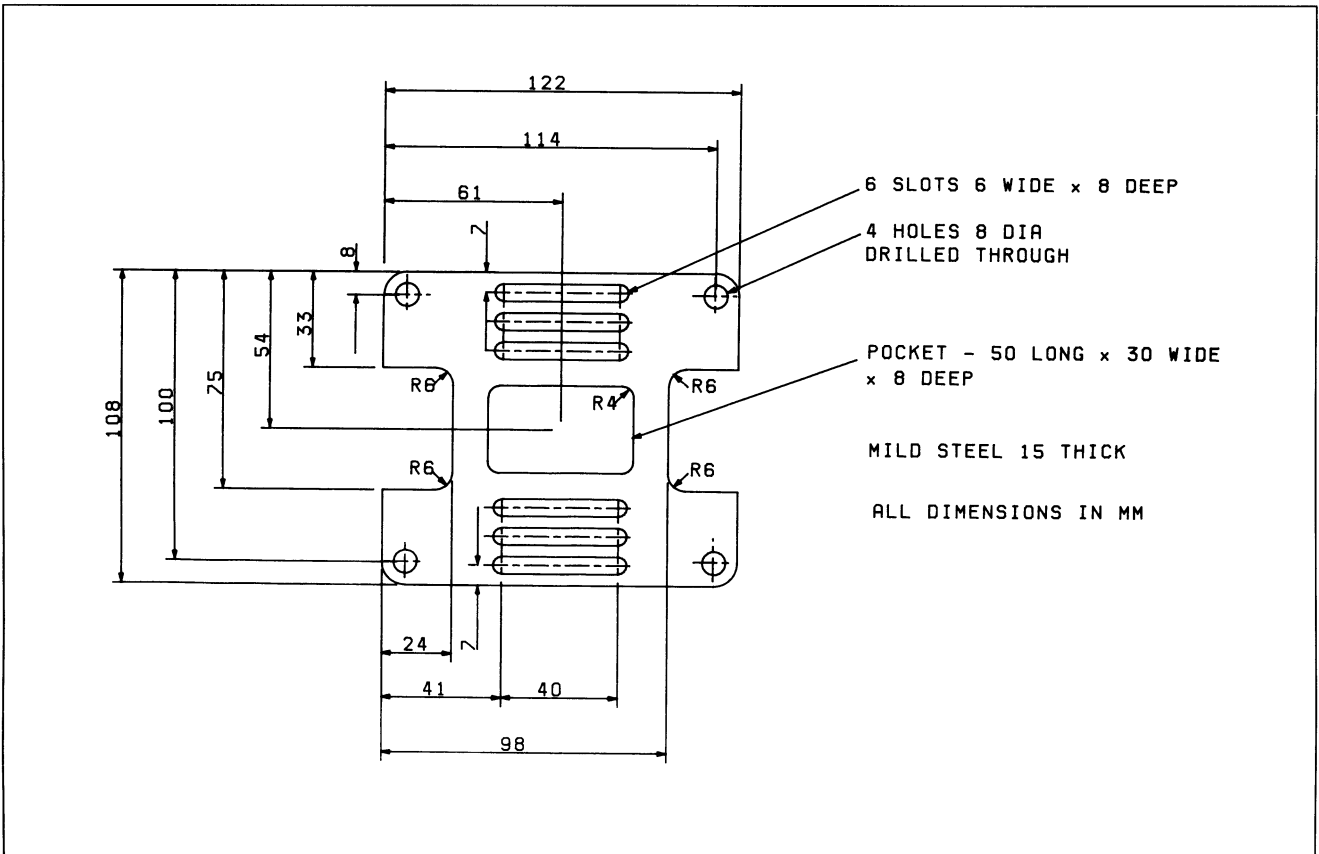 122
114
61
7
8
6 SLOTS 6 WIDE x 8 DEEP
4 HOLES 8 DIA
DRILLED THROUGH
33
54
75
100
108
R6
R4
R6
POCKET - 50 LONG x 30 WIDE
x 8 DEEP
R6
R6
MILD STEEL 15 THICK
ALL DIMENSIONS IN MM
24
7
41
40
98